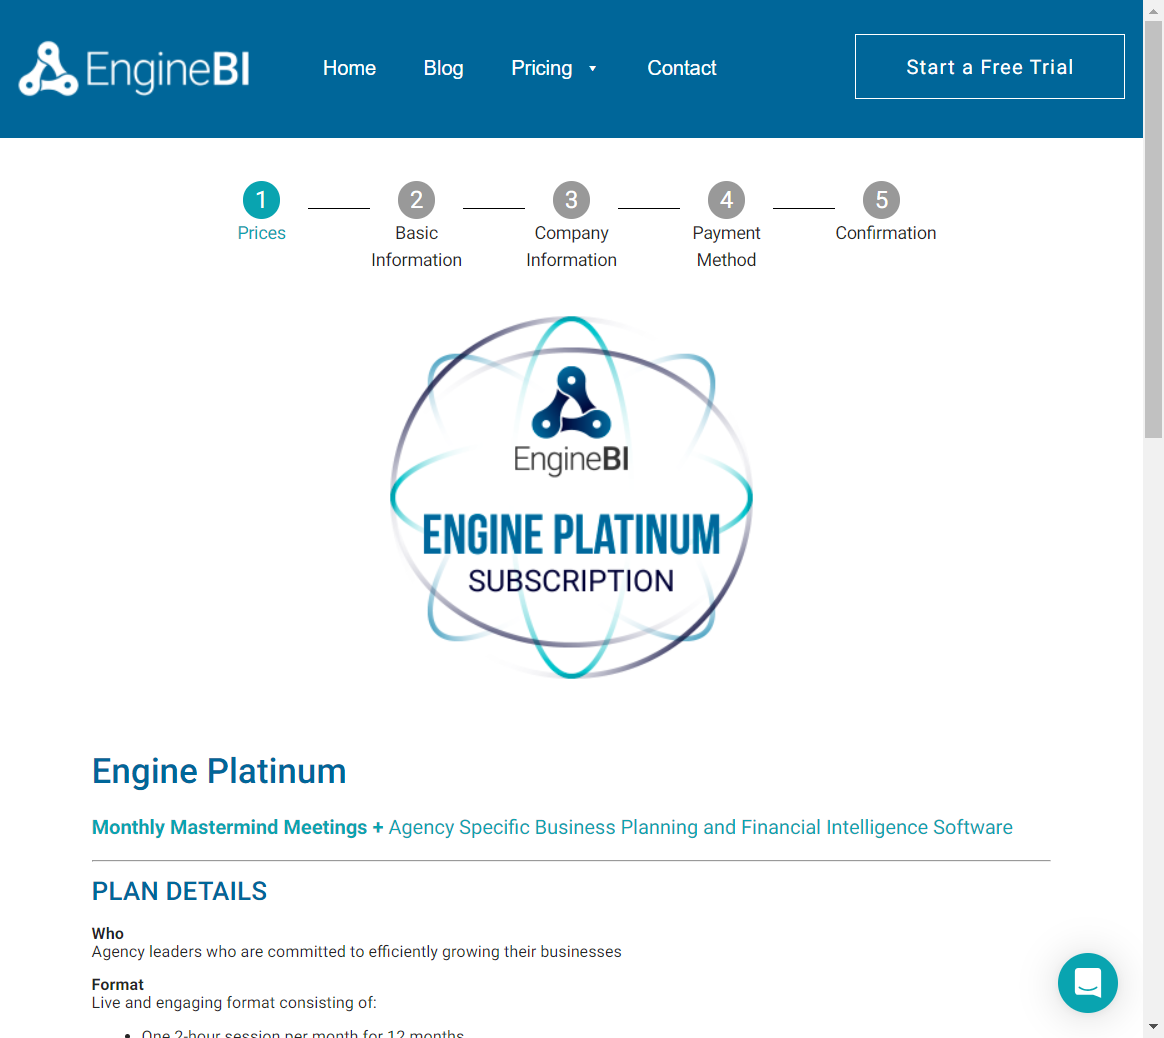 EngineBI
Home
Blog
Pricing
Contact
Start a Free Trial
1
Prices
2
Basic
Information
3
Company
Information
4
Payment
Method
5
Confirmation
EngineBI
ENGINE PLATINUM
SUBSCRIPTION
Engine Platinum
Monthly Mastermind Meetings + Agency Specific Business Planning and Financial Intelligence Software
PLAN DETAILS
Who
Agency leaders who are committed to efficiently growing their businesses
Format
Live and engaging format consisting of:
• One 2-hour session per month for 12 months